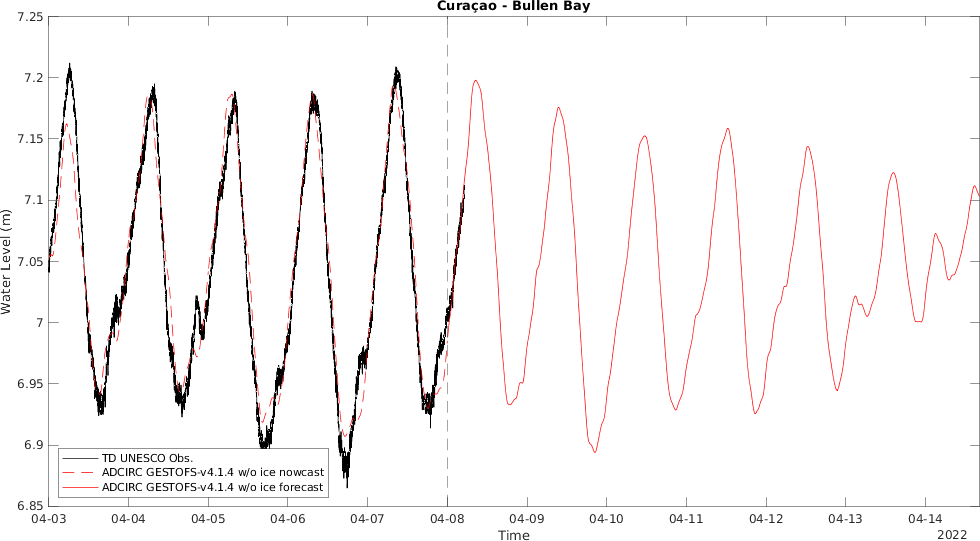 Curaçao - Bullen Bay
7.25
7.2
7.15
7.1
7.05
7
6.95
6.9
6.85
Water Level (m)
TD UNESCO Obs.
ADCIRC GESTOFS-v4.1.4 w/o ice nowcast
ADCIRC GESTOFS-v4.1.4 w/o ice forecast
04-03 04-04 04-05 04-06 04-07 04-08 04-09 04-10 04-11 04-12 04-13 04-14
Time
2022